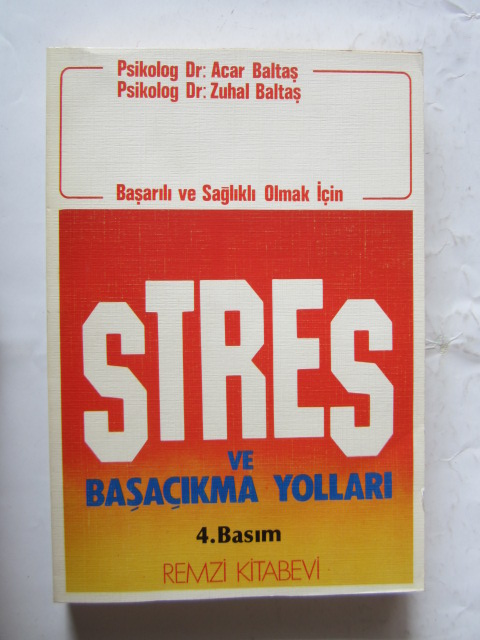 Psikolog Dr: Acar Baltaş
Psikolog Dr: Zuhal Baltaş
Başarılı ve Sağlıklı Olmak İçin
STRES
VE
BAŞAÇIKMA YOLLARI
4.Basım
REMZİ KİTABEVİ